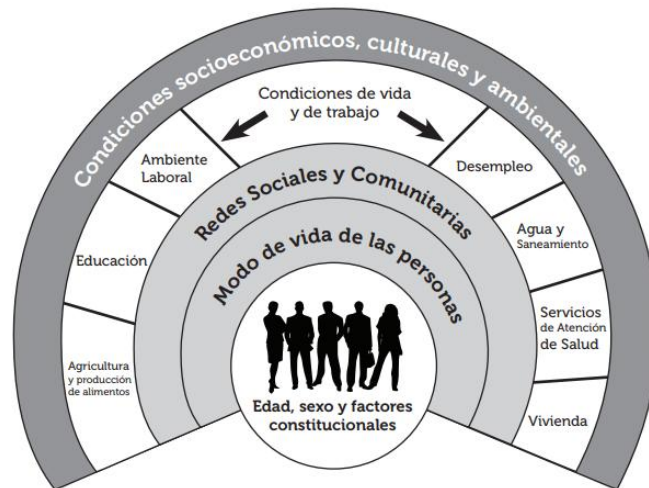 Condiciones socioeconómicos, culturales y ambientales
Condiciones de vida
y de trabajo
Ambiente
Laboral
Desempleo
Redes Sociales y Comunitarias
Educación
Agua y
Saneamiento
Modo de vida de las personas
Servicios
de Atención
de Salud
Agricultura
y producción
de alimentos
Vivienda
Edad, sexo y factores
constitucionales